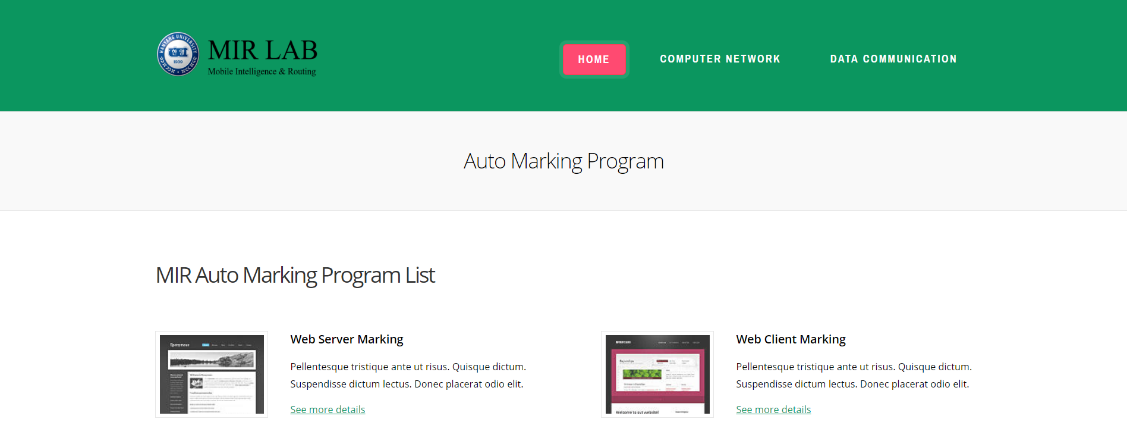 MIR LAB
Mobile Intelligence & Routing
HOME
COMPUTER NETWORK
DATA COMMUNICATION
Auto Marking Program
MIR Auto Marking Program List
Web Server Marking
Pellentesque tristique ante ut risus. Quisque dictum.
Suspendisse dictum lectus. Donec placerat odio elit.
See more details
Web Client Marking
Pellentesque tristique ante ut risus. Quisque dictum.
Suspendisse dictum lectus. Donec placerat odio elit.
See more details